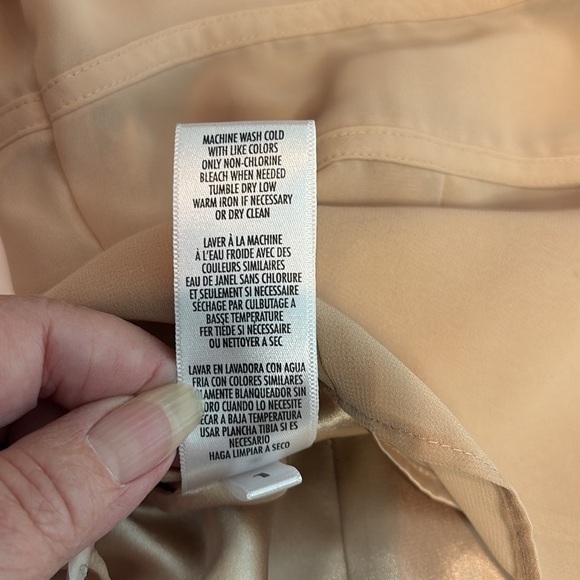 MACHINE WASH COLD
WITH LIKE COLORS
ONLY NON-CHLORINE
BLEACH WHEN NEEDED
TUMBLE DRY LOW
WARM IRON IF NECESSARY
OR DRY CLEAN
LAVER À LA MACHINE
À L'EAU FROIDE AVEC DES
COULEURS SIMILAIRES
EAU DE JANEL SANS CHLORURE
ET SEULEMENT SI NECESSAIRE
SÉCHAGE PAR CULBUTAGE A
BASSE TEMPÉRATURE
FER TIÈDE SI NÉCESSAIRE
OU NETTOYER A SEC
LAVAR EN LAVADORA CON AGUA
FRIA CON COLORES SIMILARES
BLANQUEADOR SIN
CUANDO LO NECESITE
A BAJA TEMPERATURA
USAR PLANCHA TIBIA SI ES
NECESARIO
HAGA LIMPIAR A SECO